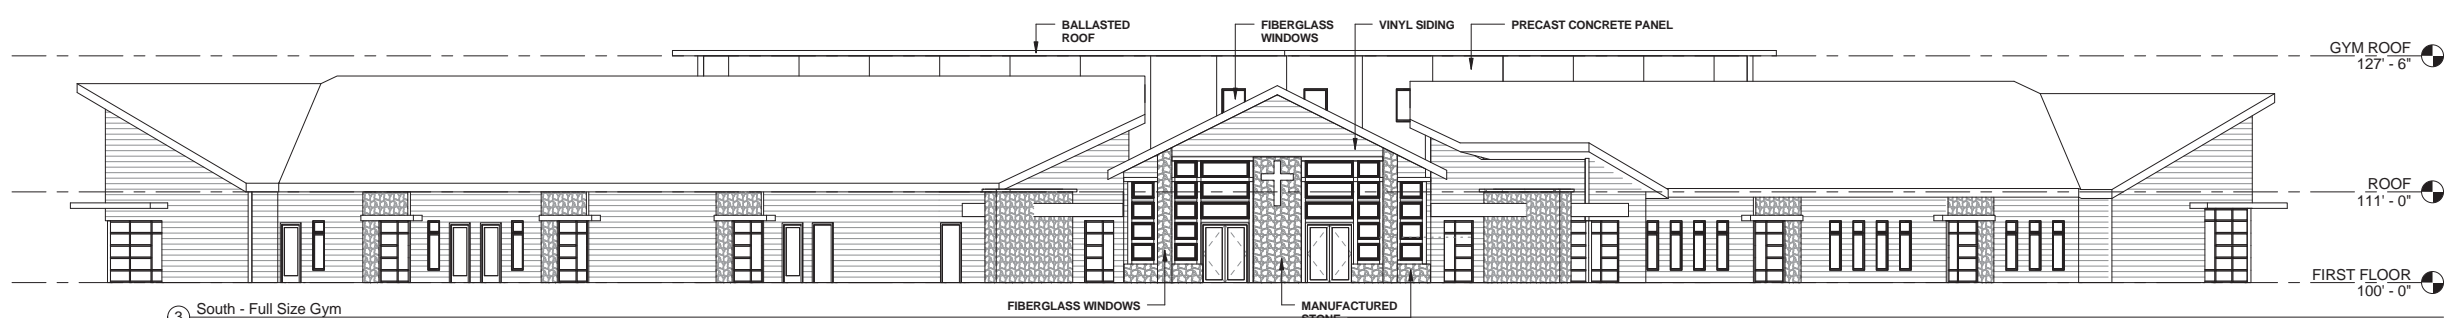 BALLASTED
ROOF
FIBERGLASS
WINDOWS
VINYL SIDING
PRECAST CONCRETE PANEL
GYM ROOF
127' - 6"
ROOF
111' - 0"
FIRST FLOOR
100' - 0"
FIBERGLASS WINDOWS
MANUFACTURED
STONE
3
South - Full Size Gym